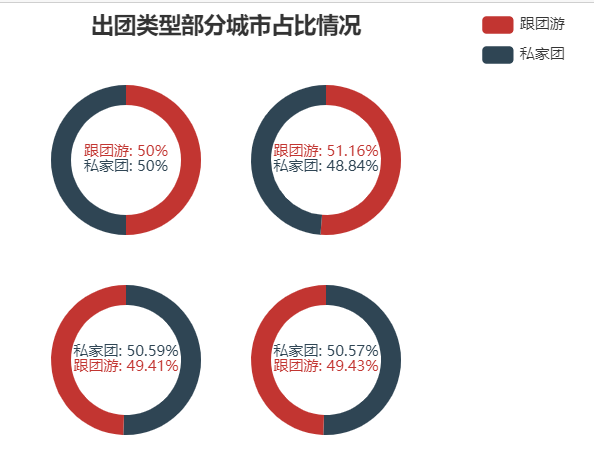 出团类型部分城市占比情况
跟团游
私家团
跟团游: 50%
私家团: 50%
跟团游: 51.16%
私家团: 48.84%
私家团: 50.59%
跟团游: 49.41%
私家团: 50.57%
跟团游: 49.43%